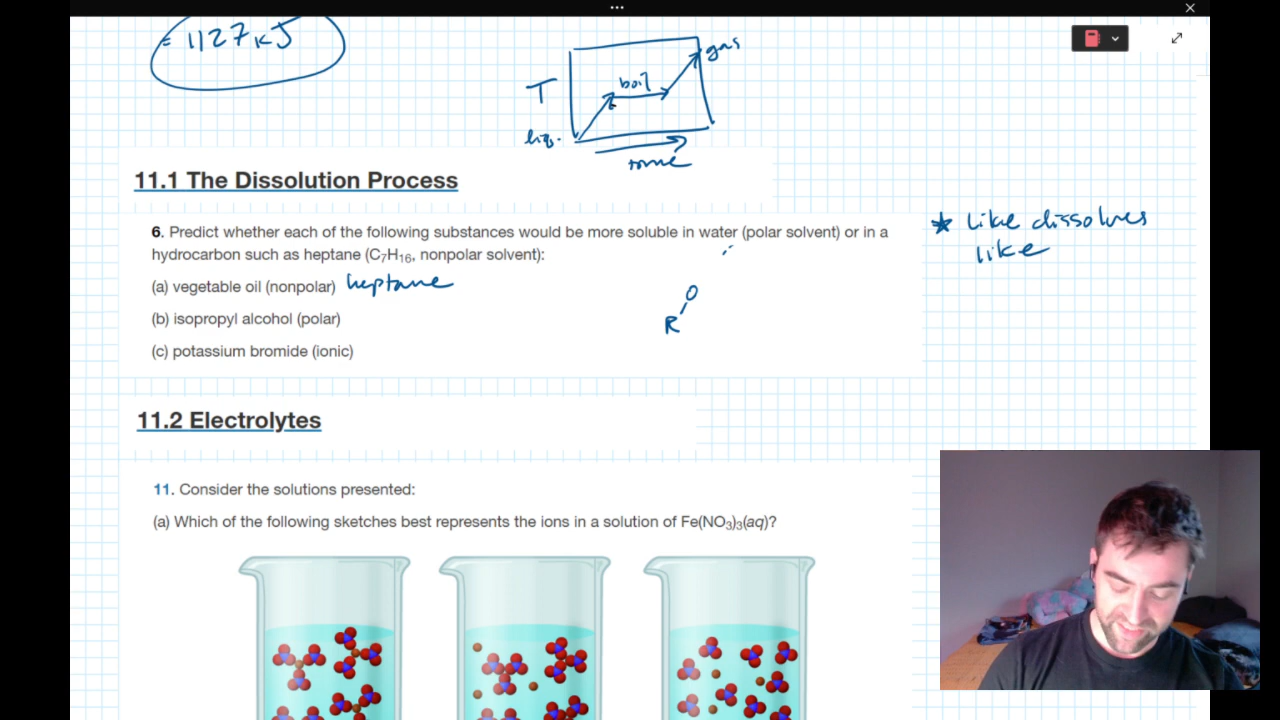 = 1127 kJ
gas
boil
T
liq.
time
11.1 The Dissolution Process
6. Predict whether each of the following substances would be more soluble in water (polar solvent) or in a
hydrocarbon such as heptane (C₇H₁₆, nonpolar solvent):
(a) vegetable oil (nonpolar) heptane
(b) isopropyl alcohol (polar)
(c) potassium bromide (ionic)
★ Like dissolves
like
O
R
11.2 Electrolytes
11. Consider the solutions presented:
(a) Which of the following sketches best represents the ions in a solution of Fe(NO₃)₃(aq)?